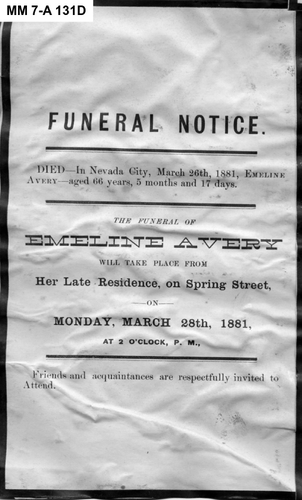 MM 7-A 131D
FUNERAL NOTICE.
DIED—In Nevada City, March 26th, 1881, EMELINE
AVERY—aged 66 years, 5 months and 17 days.
THE FUNERAL OF
EMELINE AVERY
WILL TAKE PLACE FROM
Her Late Residence, on Spring Street,
—ON—
MONDAY, MARCH 28th, 1881,
AT 2 O'CLOCK, P. M.,
Friends and acquaintances are respectfully invited to
Attend.